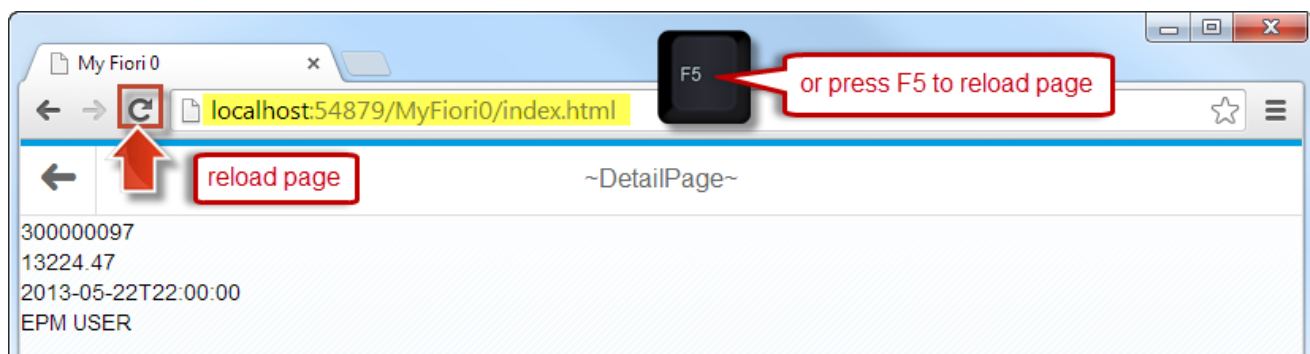 My Fiori 0
F5
or press F5 to reload page
localhost:54879/MyFiori0/index.html
reload page
~DetailPage~
300000097
13224.47
2013-05-22T22:00:00
EPM USER